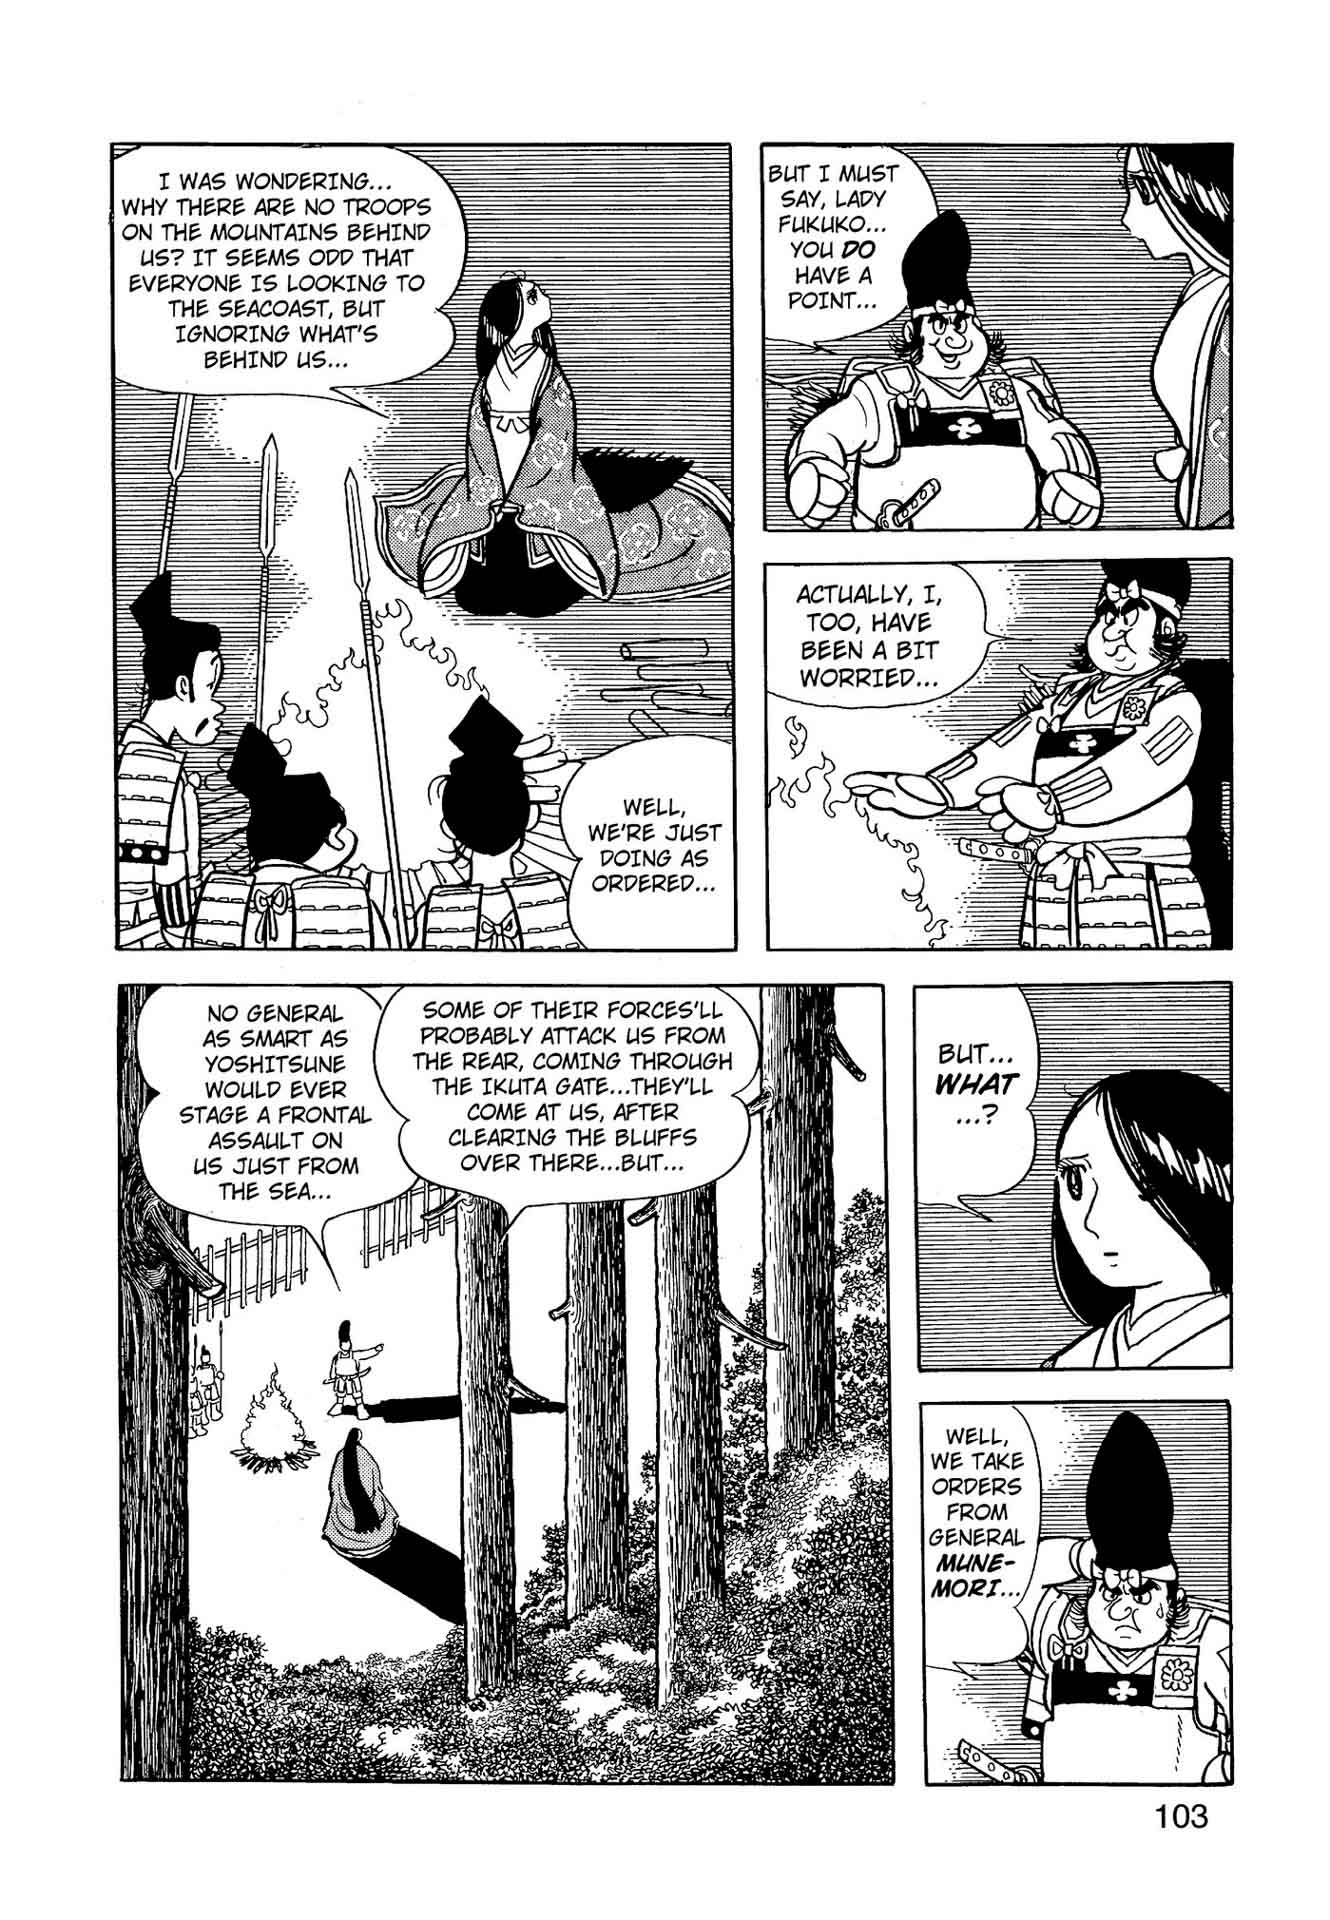 I WAS WONDERING...
WHY THERE ARE NO TROOPS
ON THE MOUNTAINS BEHIND
US? IT SEEMS ODD THAT
EVERYONE IS LOOKING TO
THE SEACOAST, BUT
IGNORING WHAT'S
BEHIND US...
WELL,
WE'RE JUST
DOING AS
ORDERED...
BUT I MUST
SAY, LADY
FUKUKO...
YOU DO
HAVE A
POINT...
ACTUALLY, I,
TOO, HAVE
BEEN A BIT
WORRIED...
NO GENERAL
AS SMART AS
YOSHITSUNE
WOULD EVER
STAGE A FRONTAL
ASSAULT ON
US JUST FROM
THE SEA...
SOME OF THEIR FORCES'LL
PROBABLY ATTACK US FROM
THE REAR, COMING THROUGH
THE IKUTA GATE...THEY'LL
COME AT US, AFTER
CLEARING THE BLUFFS
OVER THERE...BUT...
BUT...
WHAT
...?
WELL,
WE TAKE
ORDERS
FROM
GENERAL
MUNE-
MORI...
103